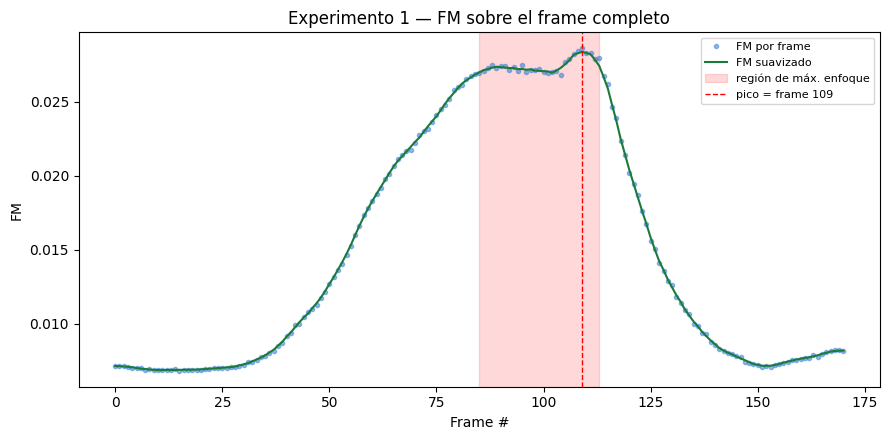 Experimento 1 — FM sobre el frame completo
FM por frame
FM suavizado
región de máx. enfoque
pico = frame 109
FM
0.025
0.020
0.015
0.010
0 25 50 75 100 125 150 175
Frame #